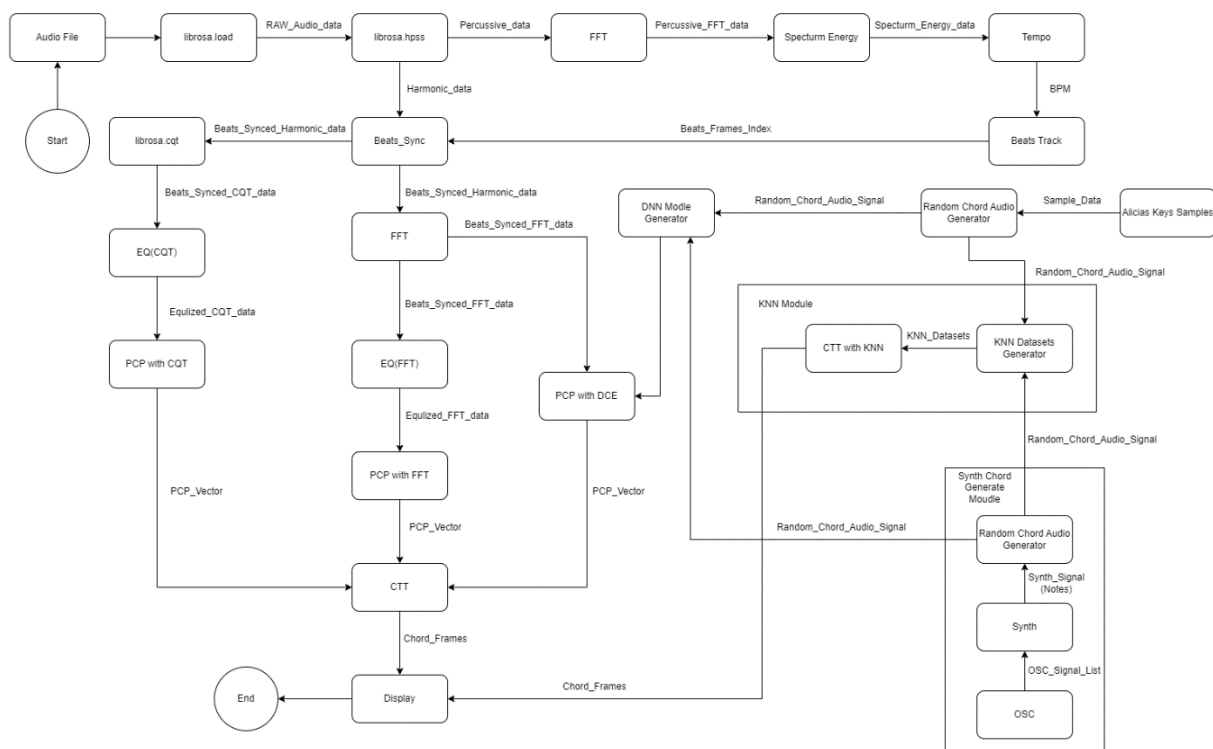 Audio File
librosa.load
RAW_Audio_data
librosa.hpss
Percussive_data
FFT
Percussive_FFT_data
Specturm Energy
Specturm_Energy_data
Tempo
Harmonic_data
BPM
Start
librosa.cqt
Beats_Synced_Harmonic_data
Beats_Sync
Beats_Frames_Index
Beats Track
Beats_Synced_CQT_data
Beats_Synced_Harmonic_data
DNN Modle
Generator
Random_Chord_Audio_Signal
Random Chord Audio
Generator
Sample_Data
Alicias Keys Samples
EQ(CQT)
FFT
Beats_Synced_FFT_data
Random_Chord_Audio_Signal
Equlized_CQT_data
Beats_Synced_FFT_data
KNN Module
PCP with CQT
EQ(FFT)
PCP with DCE
CTT with KNN
KNN_Datasets
KNN Datasets
Generator
Equlized_FFT_data
Random_Chord_Audio_Signal
PCP_Vector
PCP with FFT
PCP_Vector
Synth Chord
Generate
Moudle
PCP_Vector
Random_Chord_Audio_Signal
Random Chord Audio
Generator
CTT
Synth_Signal
(Notes)
Chord_Frames
Synth
OSC_Signal_List
End
Display
Chord_Frames
OSC